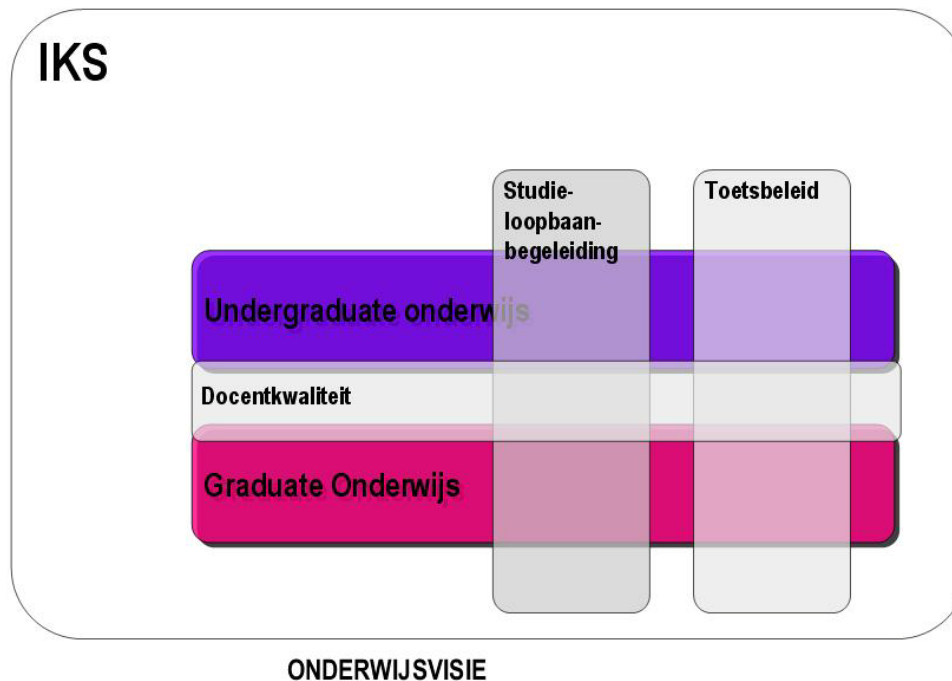 IKS
Studie-
loopbaan-
begeleiding
Toetsbeleid
Undergraduate onderwijs
Docentkwaliteit
Graduate Onderwijs
ONDERWIJSVISIE